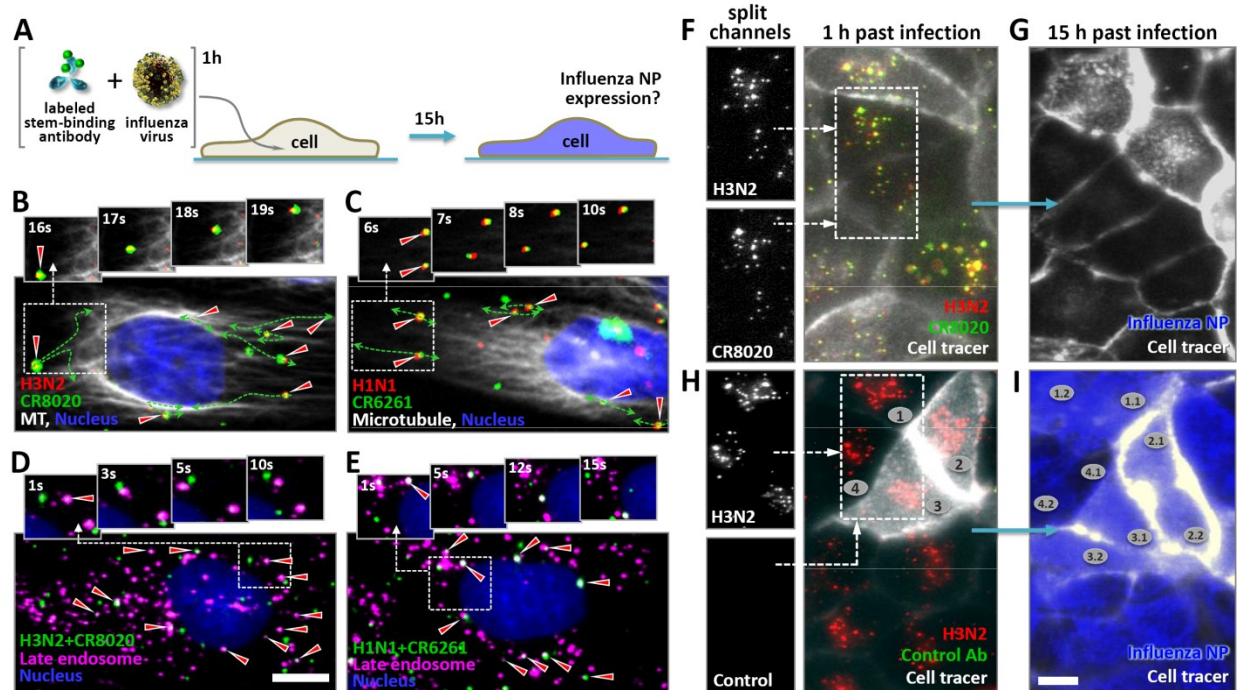 A
1h
+
labeled
stem-binding
antibody
influenza
virus
cell
15h
Influenza NP
expression?
cell
B
16s
17s
18s
19s
H3N2
CR8020
MT, Nucleus
C
6s
7s
8s
10s
H1N1
CR6261
Microtubule, Nucleus
D
1s
3s
5s
10s
H3N2+CR8020
Late endosome
Nucleus
E
1s
5s
12s
15s
H1N1+CR6261
Late endosome
Nucleus
split
channels
F
1 h past infection
H3N2
CR8020
H3N2
CR8020
Cell tracer
G
15 h past infection
Influenza NP
Cell tracer
H
H3N2
Control
1
2
3
4
H3N2
Control Ab
Cell tracer
I
1.2
1.1
2.1
4.1
4.2
3.1
2.2
3.2
Influenza NP
Cell tracer